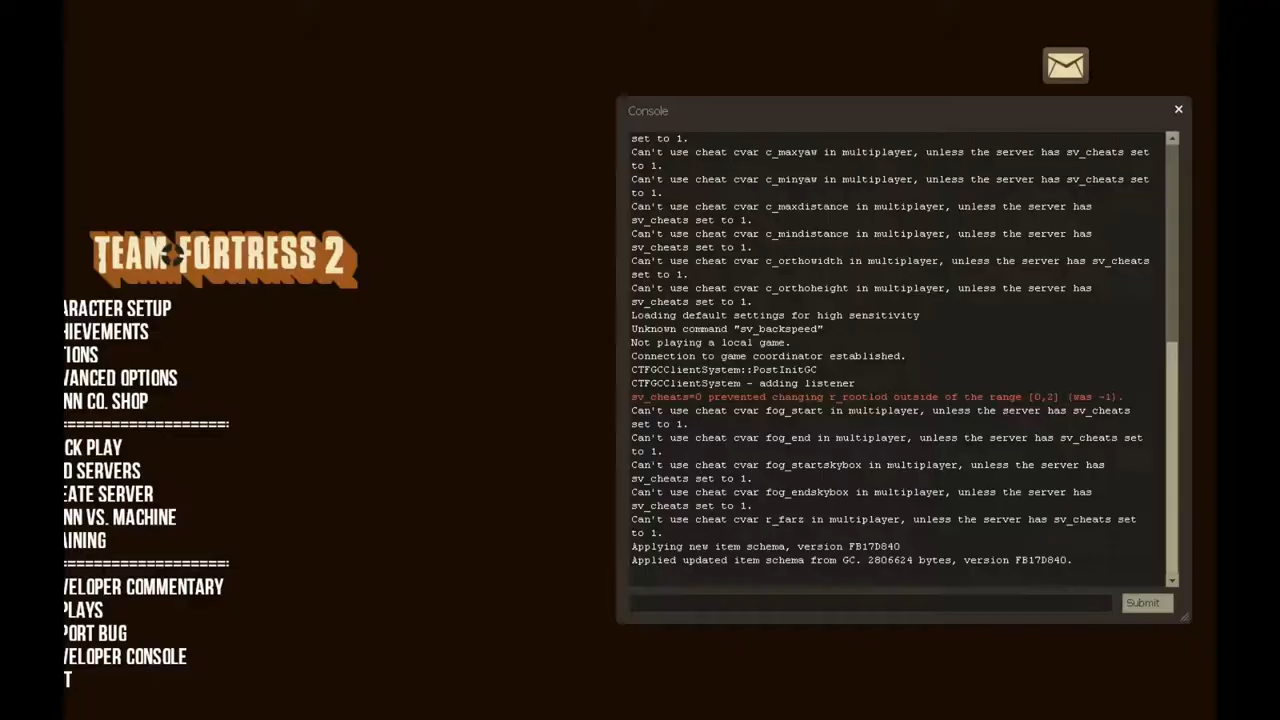 TEAM FORTRESS 2
ARACTER SETUP
HIEVEMENTS
TIONS
VANCED OPTIONS
NN CO. SHOP
====================
CK PLAY
D SERVERS
EATE SERVER
NN VS. MACHINE
AINING
====================
VELOPER COMMENTARY
PLAYS
PORT BUG
VELOPER CONSOLE
T
Console
set to 1.
Can't use cheat cvar c_maxyaw in multiplayer, unless the server has sv_cheats set
to 1.
Can't use cheat cvar c_minyaw in multiplayer, unless the server has sv_cheats set
to 1.
Can't use cheat cvar c_maxdistance in multiplayer, unless the server has
sv_cheats set to 1.
Can't use cheat cvar c_mindistance in multiplayer, unless the server has
sv_cheats set to 1.
Can't use cheat cvar c_orthowidth in multiplayer, unless the server has sv_cheats
set to 1.
Can't use cheat cvar c_orthoheight in multiplayer, unless the server has
sv_cheats set to 1.
Loading default settings for high sensitivity
Unknown command "sv_backspeed"
Not playing a local game.
Connection to game coordinator established.
CTFGCClientSystem::PostInitGC
CTFGCClientSystem - adding listener
sv_cheats=0 prevented changing r_rootlod outside of the range [0,2] (was -1).
Can't use cheat cvar fog_start in multiplayer, unless the server has sv_cheats
set to 1.
Can't use cheat cvar fog_end in multiplayer, unless the server has sv_cheats set
to 1.
Can't use cheat cvar fog_startskybox in multiplayer, unless the server has
sv_cheats set to 1.
Can't use cheat cvar fog_endskybox in multiplayer, unless the server has
sv_cheats set to 1.
Can't use cheat cvar r_farz in multiplayer, unless the server has sv_cheats set
to 1.
Applying new item schema, version FB17D840
Applied updated item schema from GC. 2806624 bytes, version FB17D840.
Submit